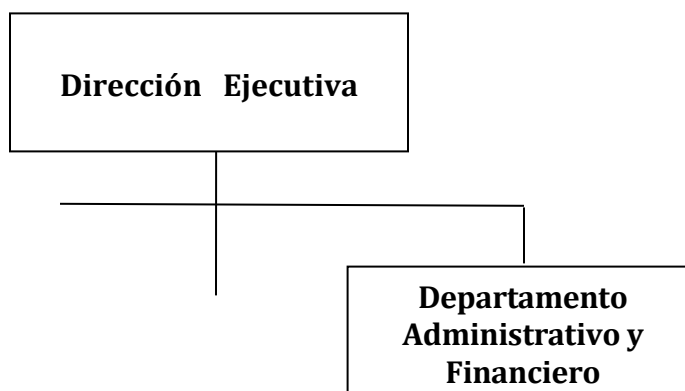 Dirección Ejecutiva
Departamento
Administrativo y
Financiero